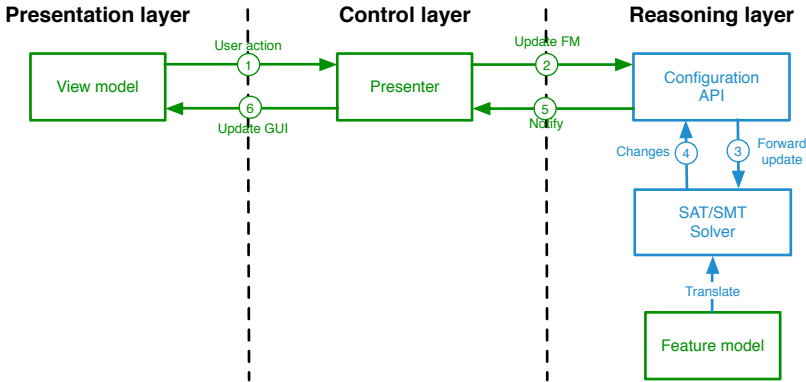 Presentation layer
Control layer
Reasoning layer
User action
Update FM
1
2
View model
Presenter
Configuration
API
6
5
Update GUI
Notify
Changes
4
3
Forward
update
SAT/SMT
Solver
Translate
Feature model